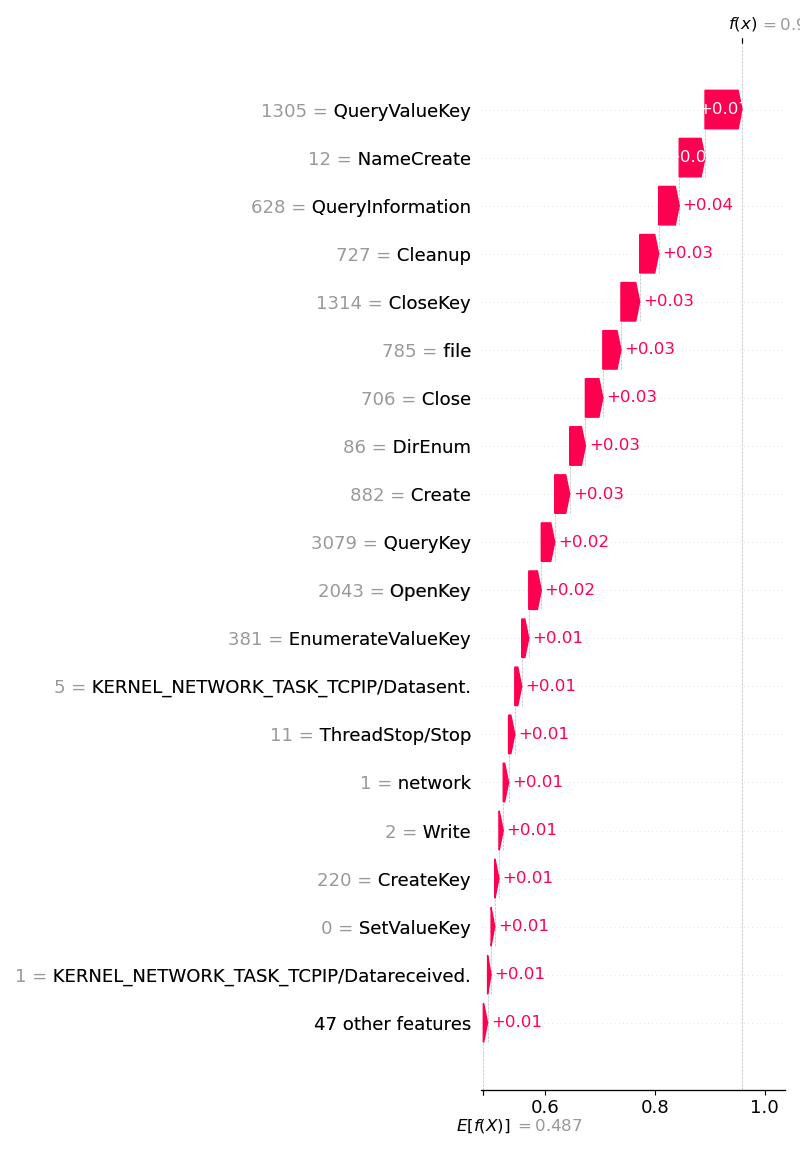 f(x) = 0.9
1305 = QueryValueKey +0.07
12 = NameCreate 0.0
628 = QueryInformation +0.04
727 = Cleanup +0.03
1314 = CloseKey +0.03
785 = file +0.03
706 = Close +0.03
86 = DirEnum +0.03
882 = Create +0.03
3079 = QueryKey +0.02
2043 = OpenKey +0.02
381 = EnumerateValueKey +0.01
5 = KERNEL_NETWORK_TASK_TCPIP/Datasent. +0.01
11 = ThreadStop/Stop +0.01
1 = network +0.01
2 = Write +0.01
220 = CreateKey +0.01
0 = SetValueKey +0.01
1 = KERNEL_NETWORK_TASK_TCPIP/Datareceived. +0.01
47 other features +0.01
0.6 0.8 1.0
E[f(X)] = 0.487